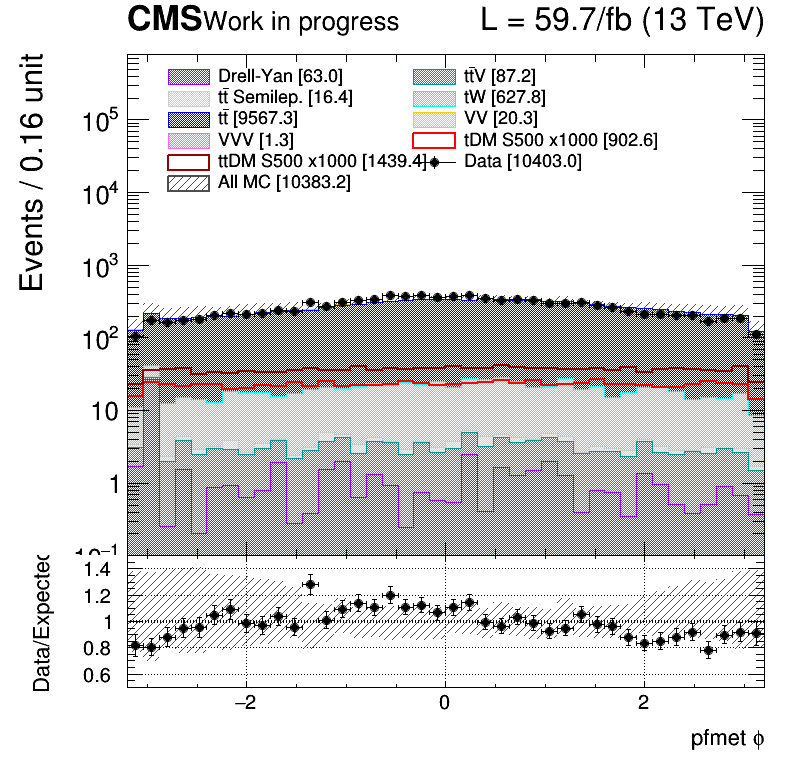 CMS Work in progress L = 59.7/fb (13 TeV)
Events / 0.16 unit
Drell-Yan [63.0] tt̄V [87.2]
tt̄ Semilep. [16.4] tW [627.8]
tt̄ [9567.3] VV [20.3]
VVV [1.3] tDM S500 x1000 [902.6]
ttDM S500 x1000 [1439.4] Data [10403.0]
All MC [10383.2]
10⁵
10⁴
10³
10²
10
1
10⁻¹
Data/Expected
1.4
1.2
1
0.8
0.6
−2 0 2
pfmet ϕ